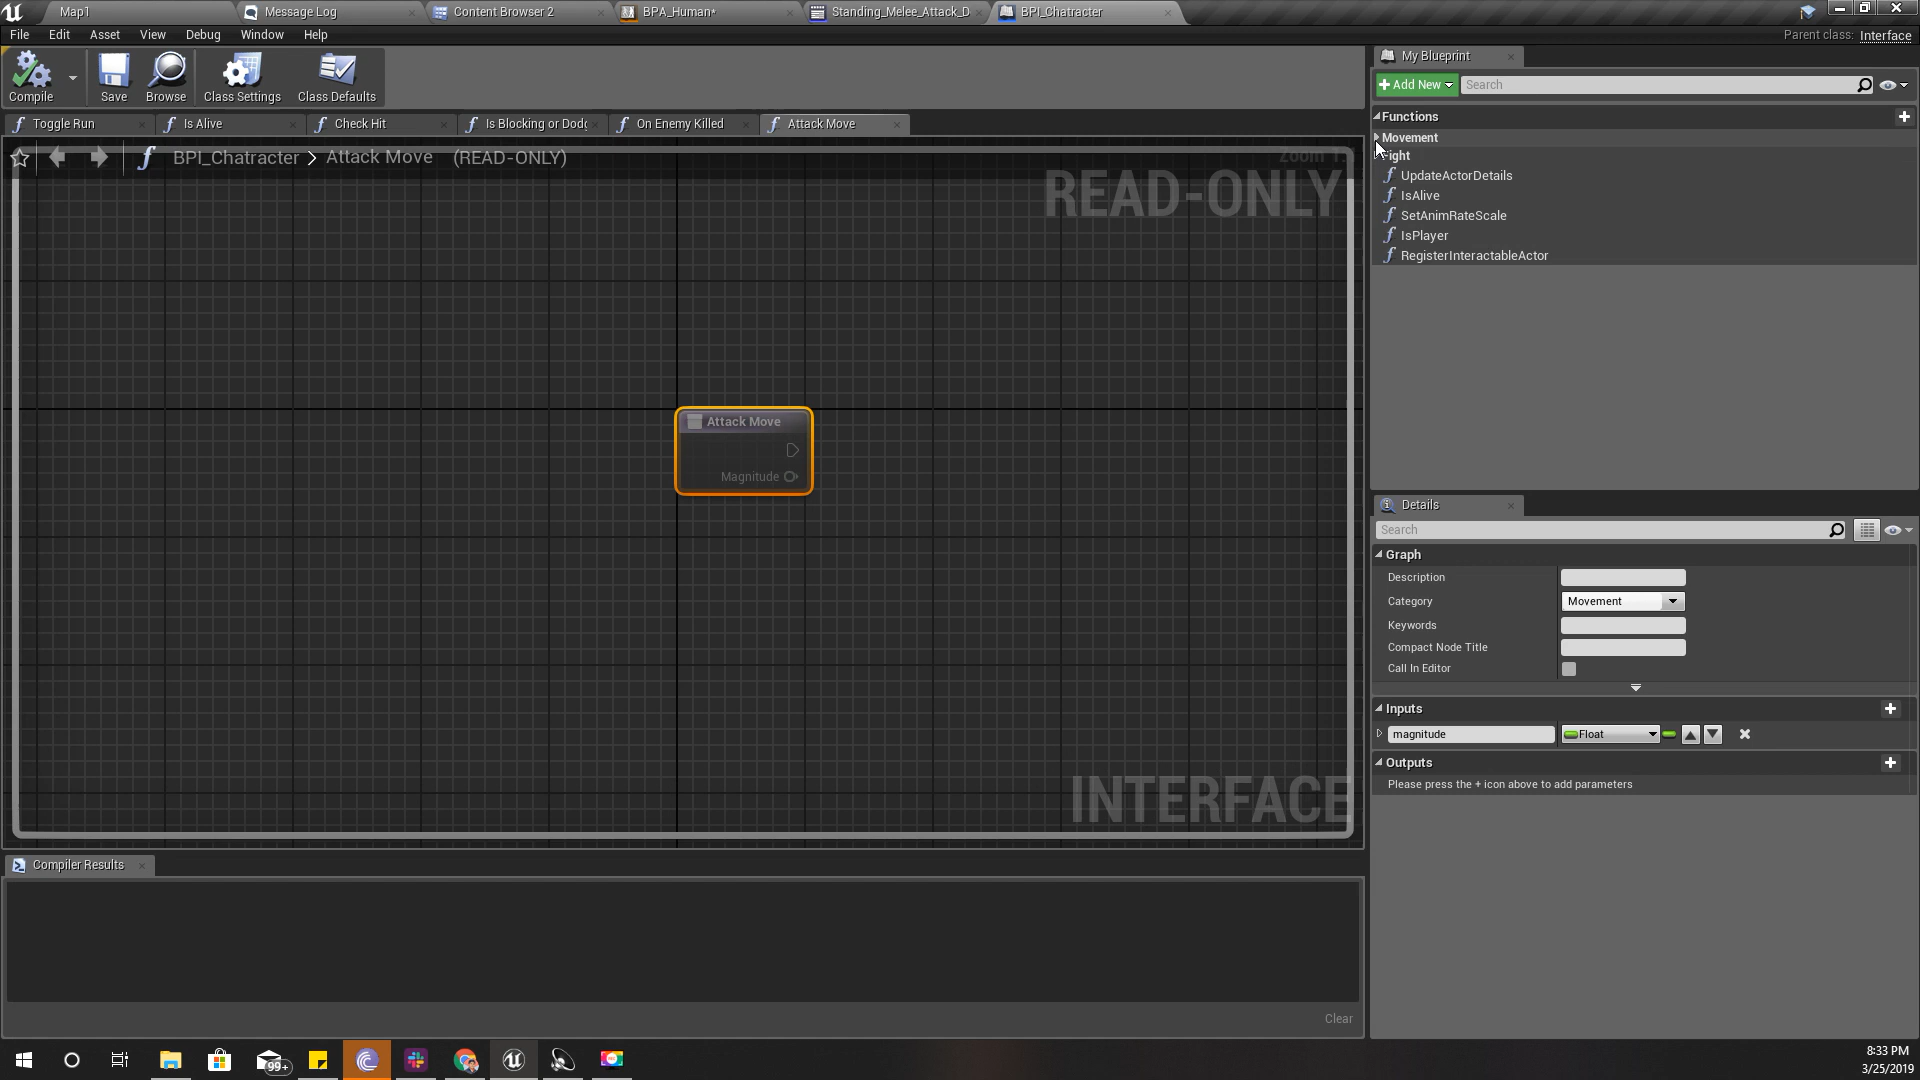 Map1
Message Log
Content Browser 2
BPA_Human*
Standing_Melee_Attack_D
BPI_Chatracter
File Edit Asset View Debug Window Help
Parent class: Interface
Compile
Save
Browse
Class Settings
Class Defaults
My Blueprint
+ Add New
Search
Functions
Movement
Fight
UpdateActorDetails
IsAlive
SetAnimRateScale
IsPlayer
RegisterInteractableActor
Toggle Run
Is Alive
Check Hit
Is Blocking or Dodg
On Enemy Killed
Attack Move
BPI_Chatracter > Attack Move (READ-ONLY)
READ-ONLY
Attack Move
Magnitude
INTERFACE
Details
Search
Graph
Description
Category Movement
Keywords
Compact Node Title
Call In Editor
Inputs
magnitude Float
Outputs
Please press the + icon above to add parameters
Compiler Results
Clear
99+
8:33 PM
3/25/2019